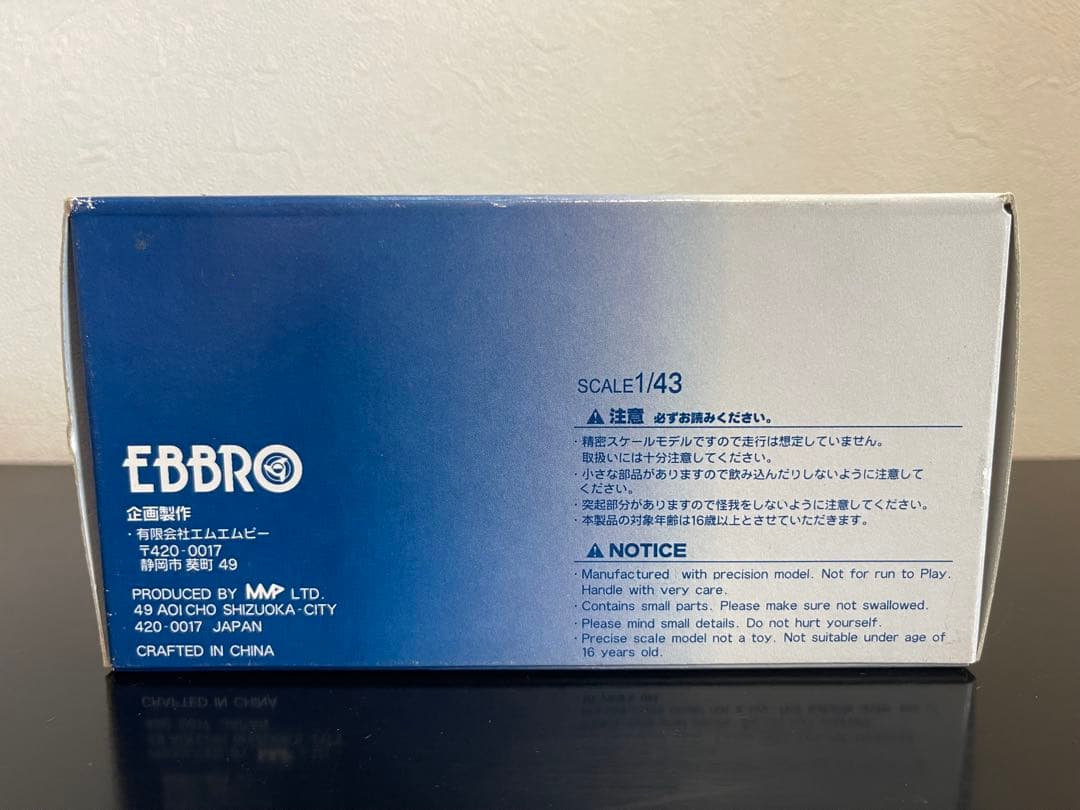 EBBRO
企画製作
・有限会社エムエムピー
〒420-0017
静岡市 葵町 49
PRODUCED BY MMP LTD.
49 AOI CHO SHIZUOKA-CITY
420-0017 JAPAN
CRAFTED IN CHINA
SCALE1/43
⚠ 注意 必ずお読みください。
・精密スケールモデルですので走行は想定していません。
取扱いには十分注意してください。
・小さな部品がありますので飲み込んだりしないように注意して
ください。
・突起部分がありますので怪我をしないように注意してください。
・本製品の対象年齢は16歳以上とさせていただきます。
⚠ NOTICE
・Manufactured with precision model. Not for run to Play.
Handle with very care.
・Contains small parts. Please make sure not swallowed.
・Please mind small details. Do not hurt yourself.
・Precise scale model not a toy. Not suitable under age of
16 years old.